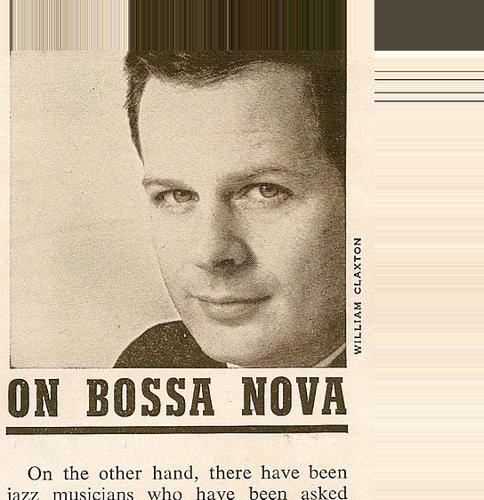 WILLIAM CLAXTON
ON BOSSA NOVA
On the other hand, there have been
jazz musicians who have been asked